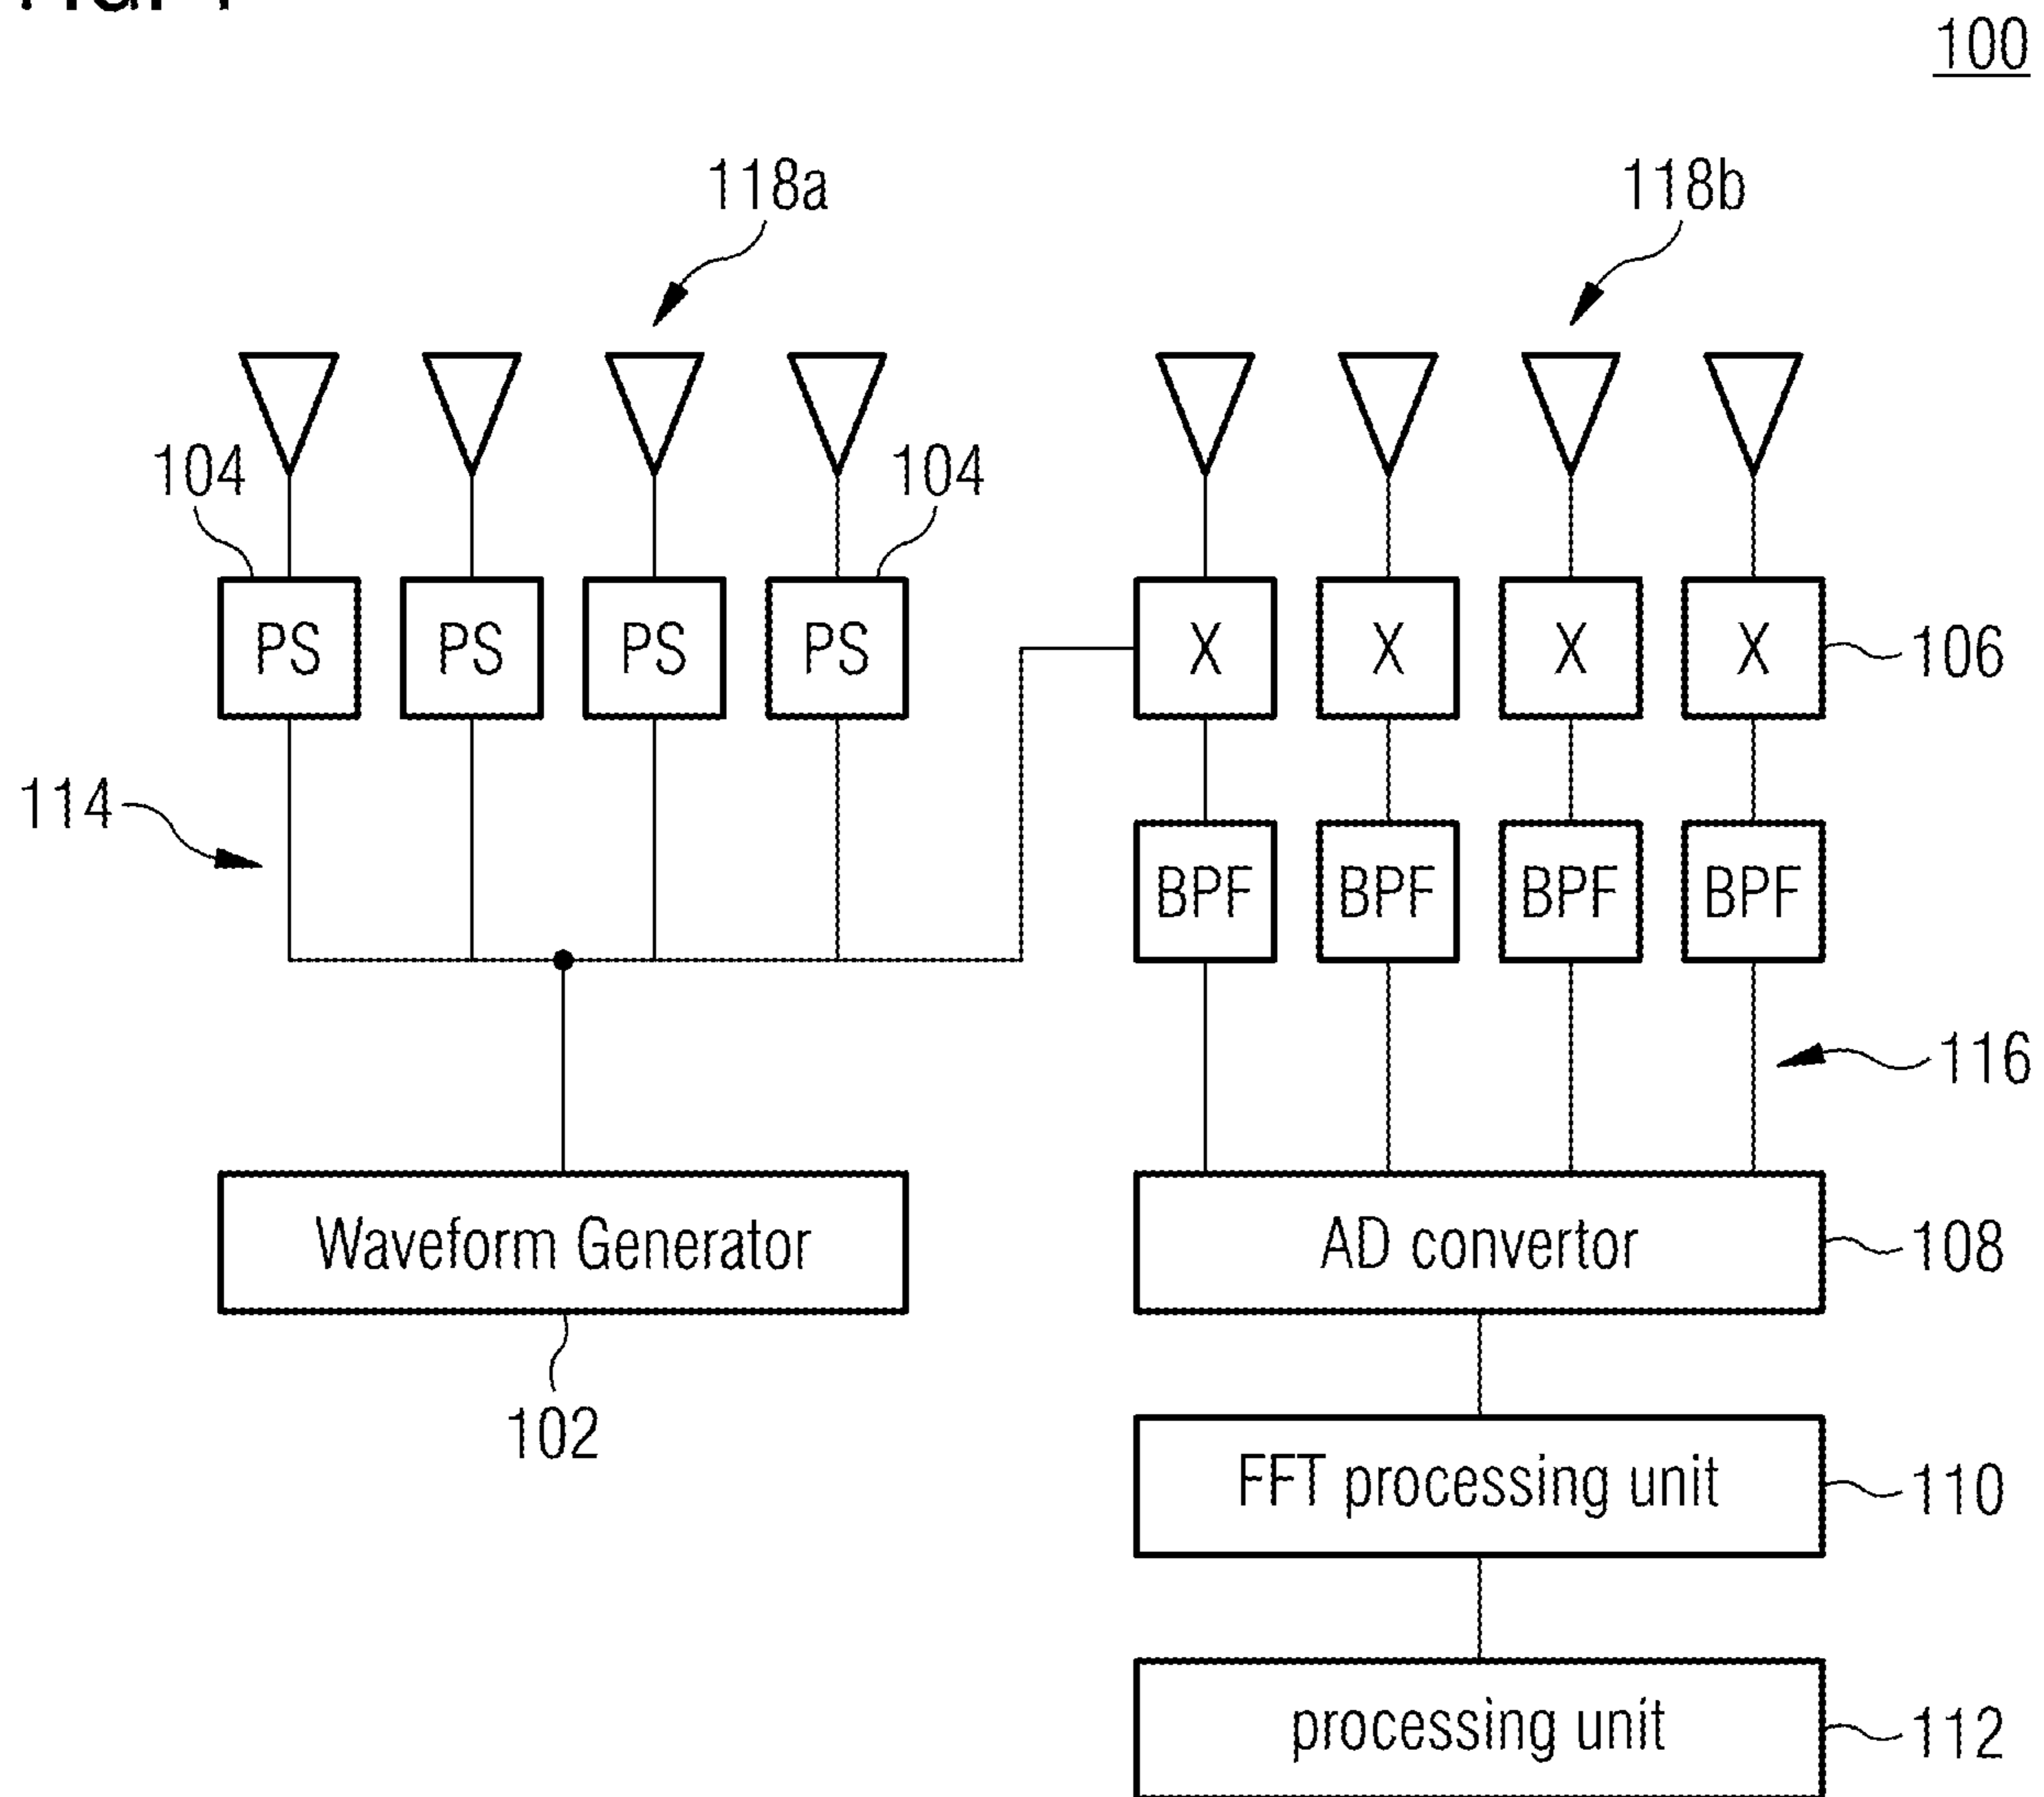 100
118a
118b
104
104
PS
PS
PS
PS
X
X
X
X
106
114
BPF
BPF
BPF
BPF
116
Waveform Generator
AD convertor
108
102
FFT processing unit
110
processing unit
112